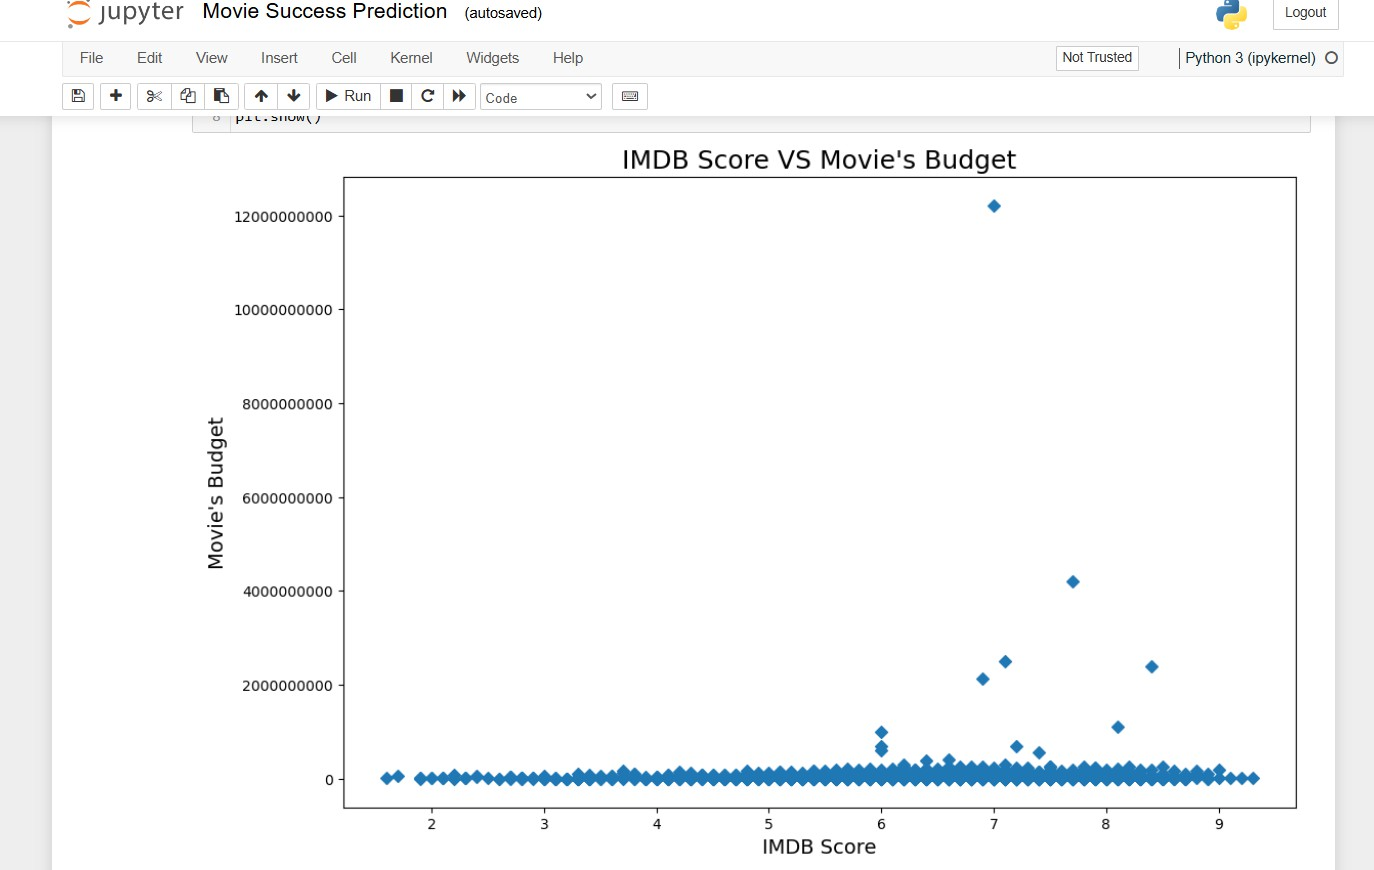 jupyter Movie Success Prediction (autosaved) Logout
File Edit View Insert Cell Kernel Widgets Help Not Trusted Python 3 (ipykernel)
Run Code
8 plt.show()
IMDB Score VS Movie's Budget
12000000000
10000000000
8000000000
6000000000
4000000000
2000000000
0
Movie's Budget
2 3 4 5 6 7 8 9
IMDB Score